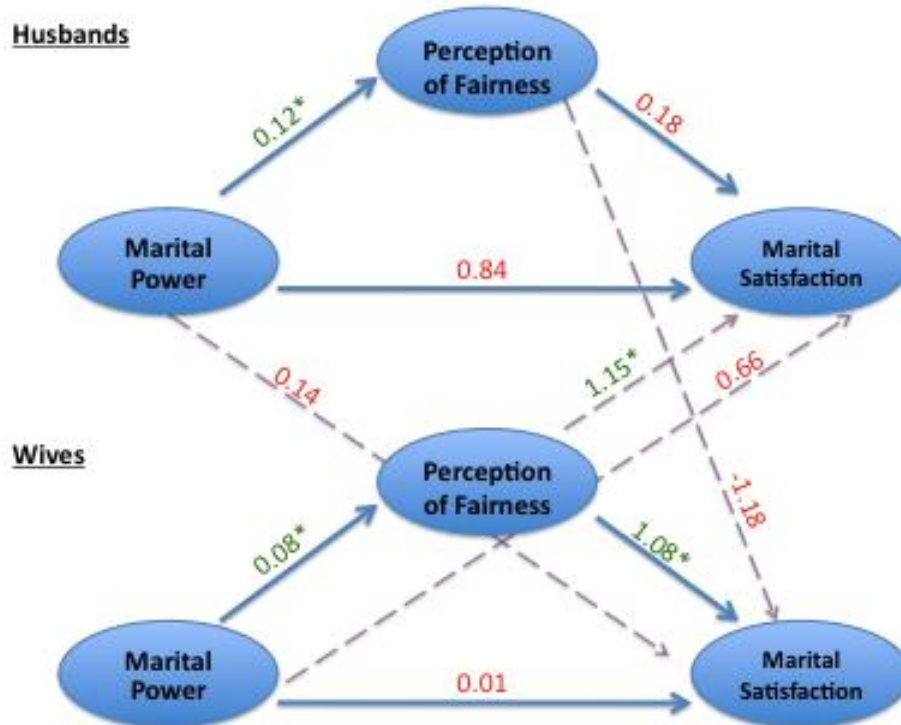 Husbands
Perception
of Fairness
0.12*
0.18
Marital
Power
0.84
Marital
Satisfaction
0.14
1.15*
0.66
Wives
Perception
of Fairness
-1.18
0.08*
1.08*
Marital
Power
0.01
Marital
Satisfaction